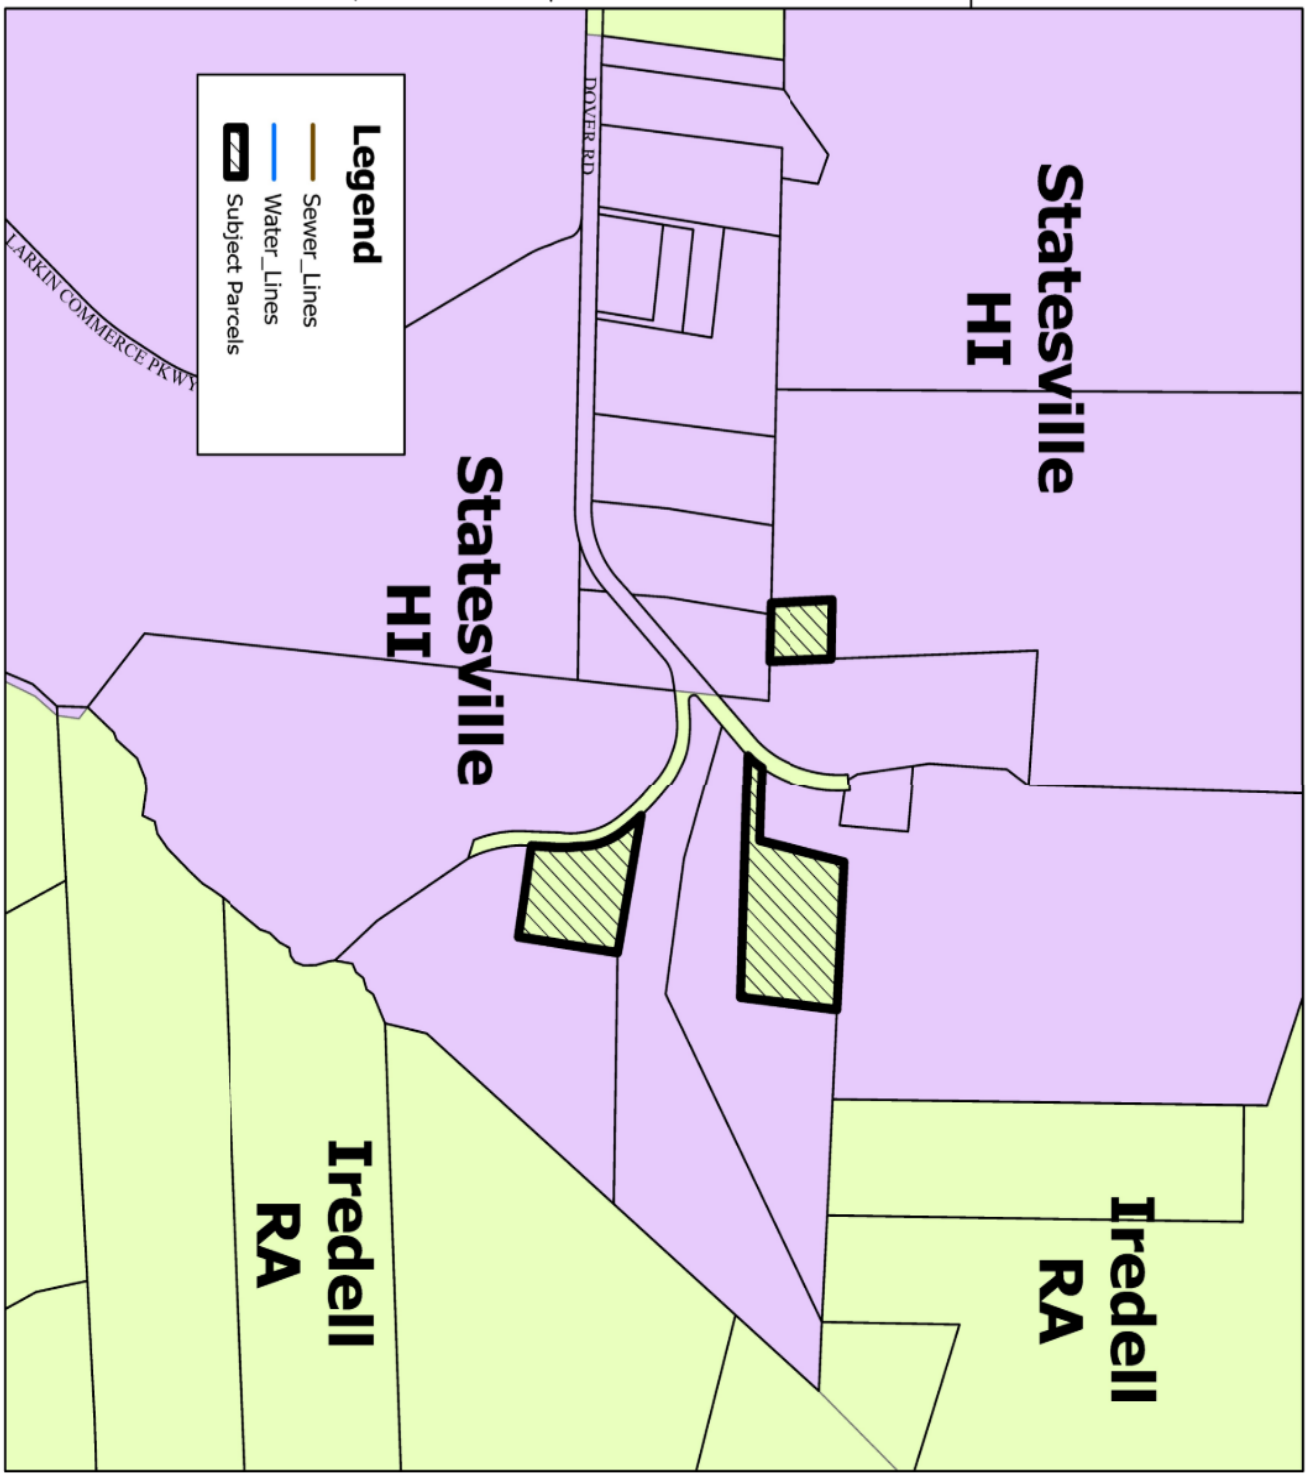 Statesville
HI
Iredell
RA
DOVER RD
Statesville
HI
Legend
Sewer_Lines
Water_Lines
Subject Parcels
Iredell
RA
LARKIN COMMERCE PKWY